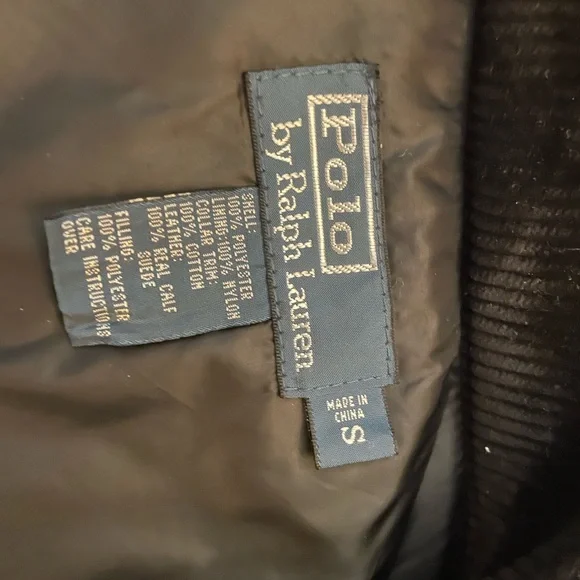 Polo
by Ralph Lauren
MADE IN
CHINA
S
SHELL:
100% POLYESTER
LINING:100% NYLON
COLLAR TRIM:
100% COTTON
LEATHER:
100% REAL CALF
SUEDE
FILLING:
100% POLYESTER
CARE INSTRUCTIONS
OVER